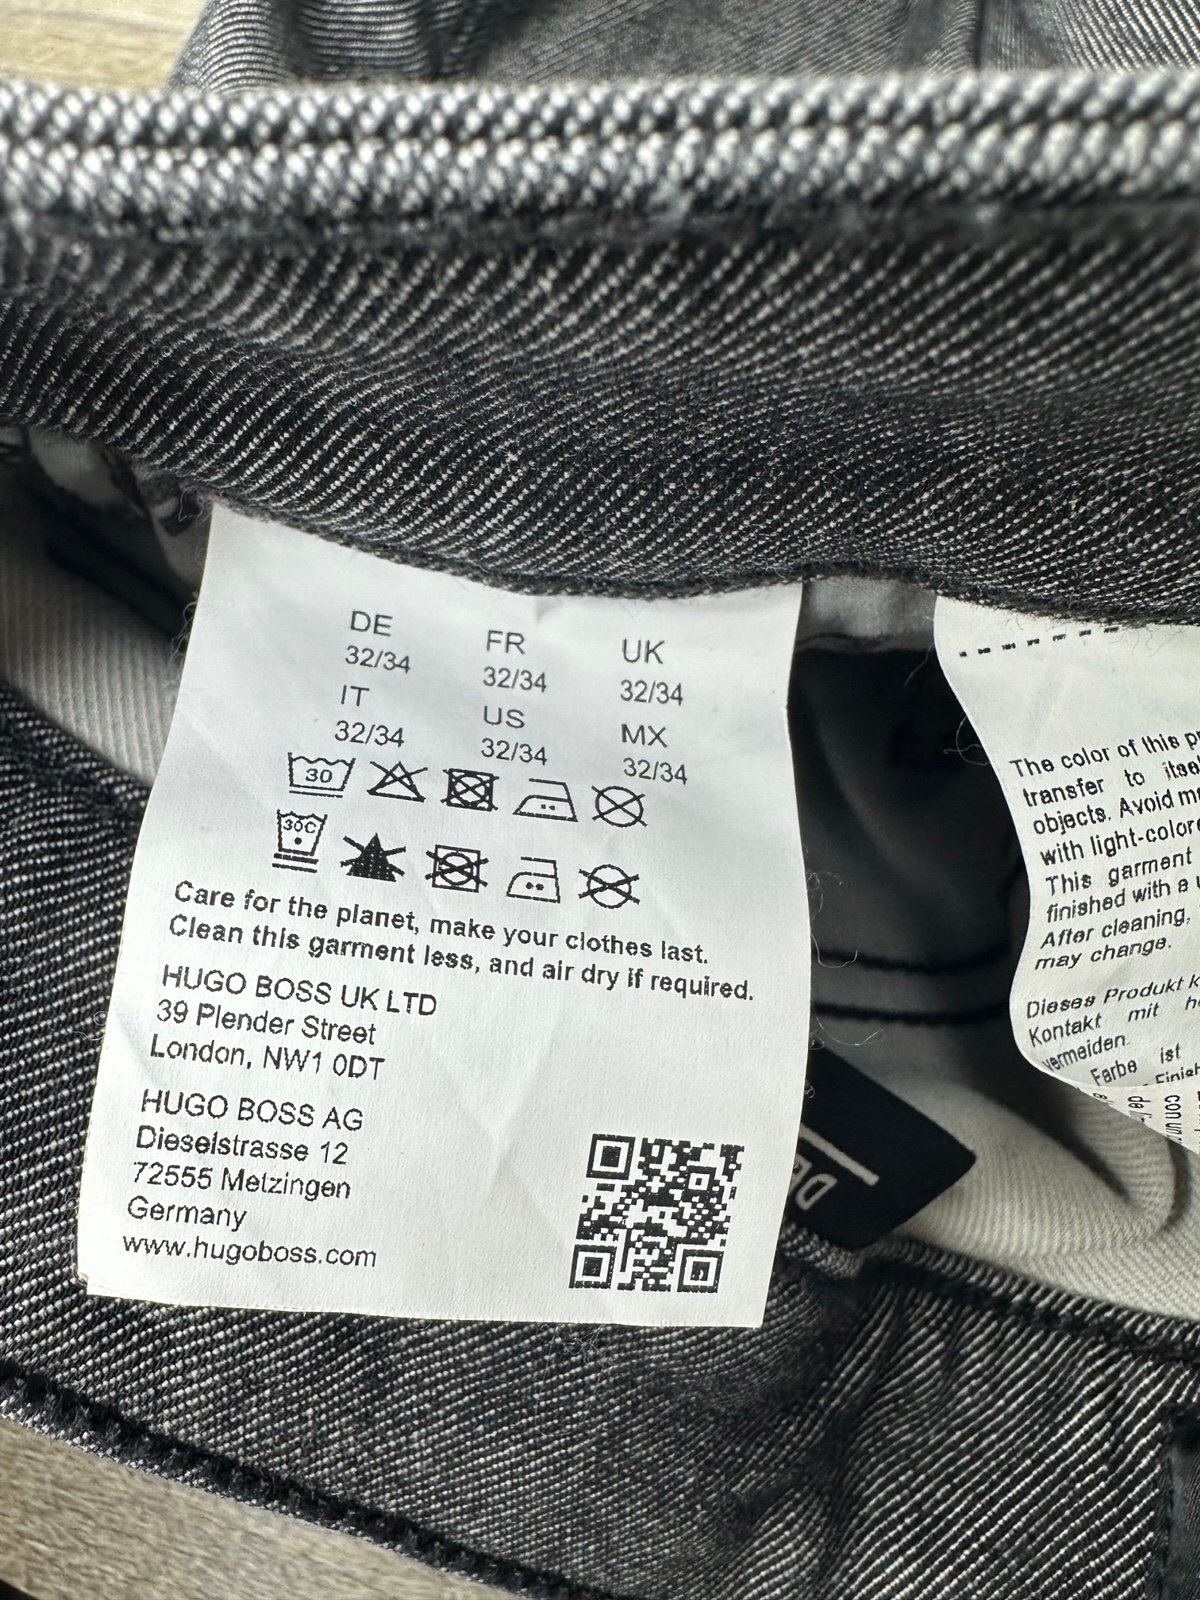 DE FR UK
32/34 32/34 32/34
IT US MX
32/34 32/34 32/34
30
30C
Care for the planet, make your clothes last.
Clean this garment less, and air dry if required.
HUGO BOSS UK LTD
39 Plender Street
London, NW1 0DT
HUGO BOSS AG
Dieselstrasse 12
72555 Metzingen
Germany
www.hugoboss.com
The color of this
transfer to
objects. Avoid
with light-colore
This garment
finished with a
After cleaning,
may change.
Dieses Produkt
Kontakt mit
vermeiden.
Farbe ist
DE